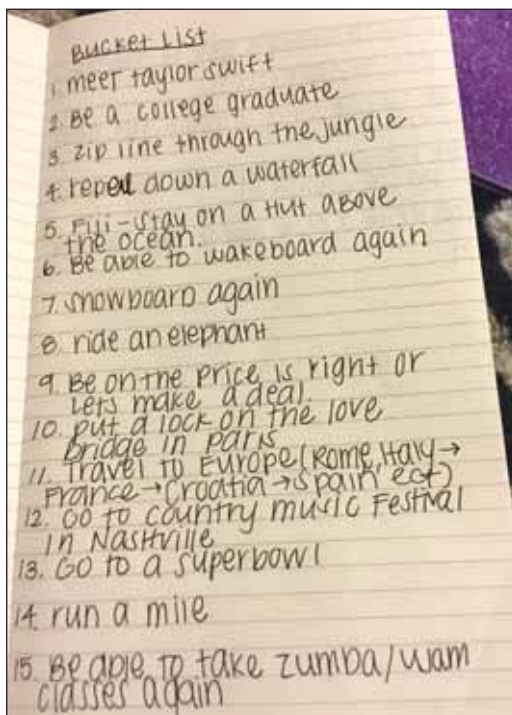 Bucket List
1. meet taylor swift
2. Be a college graduate
3. zip line through the jungle
4. repel down a waterfall
5. Fiji-stay on a Hut above
the ocean.
6. Be able to wakeboard again
7. snowboard again
8. ride an elephant
9. Be on the Price is right or
Lets make a deal.
10. put a lock on the love
bridge in paris
11. Travel to Europe (Rome, Italy →
France → Croatia → Spain ect)
12. Go to country music Festival
in Nashville
13. Go to a superbowl
14. run a mile
15. Be able to take zumba/wam
classes again